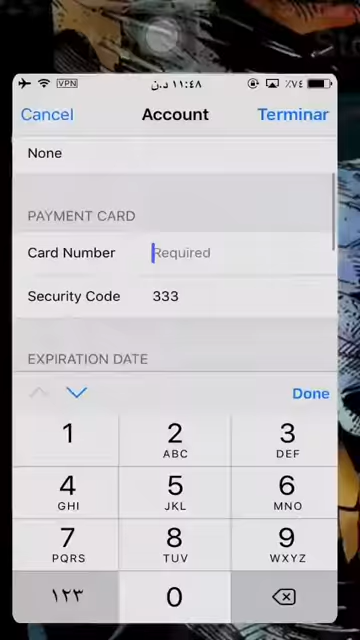 VPN ١١:٤٨ د.ن ٪٧٤
Cancel Account Terminar
None
PAYMENT CARD
Card Number Required
Security Code 333
EXPIRATION DATE
Done
1 2 3
ABC DEF
4 5 6
GHI JKL MNO
7 8 9
PQRS TUV WXYZ
١٢٣ 0